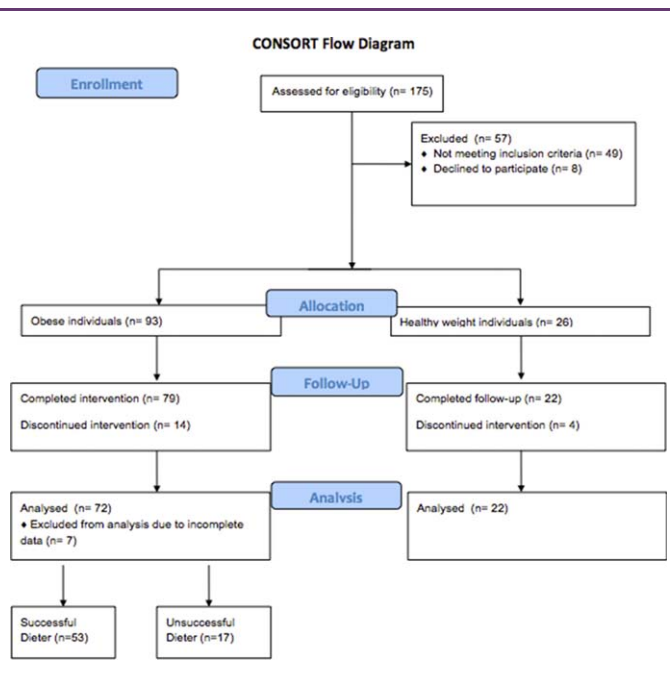 CONSORT Flow Diagram
Enrollment
Assessed for eligibility (n= 175)
Excluded (n= 57)
♦ Not meeting inclusion criteria (n= 49)
♦ Declined to participate (n= 8)
Allocation
Obese individuals (n= 93)
Healthy weight individuals (n= 26)
Follow-Up
Completed intervention (n= 79)
Discontinued intervention (n= 14)
Completed follow-up (n= 22)
Discontinued intervention (n= 4)
Analysis
Analysed (n= 72)
♦ Excluded from analysis due to incomplete
data (n= 7)
Analysed (n= 22)
Successful
Dieter (n=53)
Unsuccessful
Dieter (n=17)